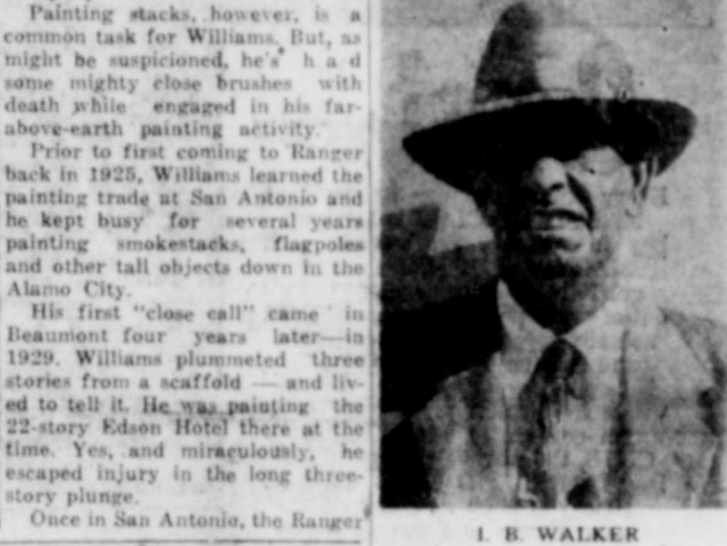 Painting stacks, however, is a
common task for Williams. But, as
might be suspicioned, he's h a d
some mighty close brushes with
death while engaged in his far-
above-earth painting activity.
Prior to first coming to Ranger
back in 1925, Williams learned the
painting trade at San Antonio and
he kept busy for several years
painting smokestacks, flagpoles
and other tall objects down in the
Alamo City.
His first "close call" came in
Beaumont four years later—in
1929. Williams plummeted three
stories from a scaffold — and liv-
ed to tell it. He was painting the
22-story Edson Hotel there at the
time. Yes, and miraculously, he
escaped injury in the long three-
story plunge.
Once in San Antonio, the Ranger
I. B. WALKER